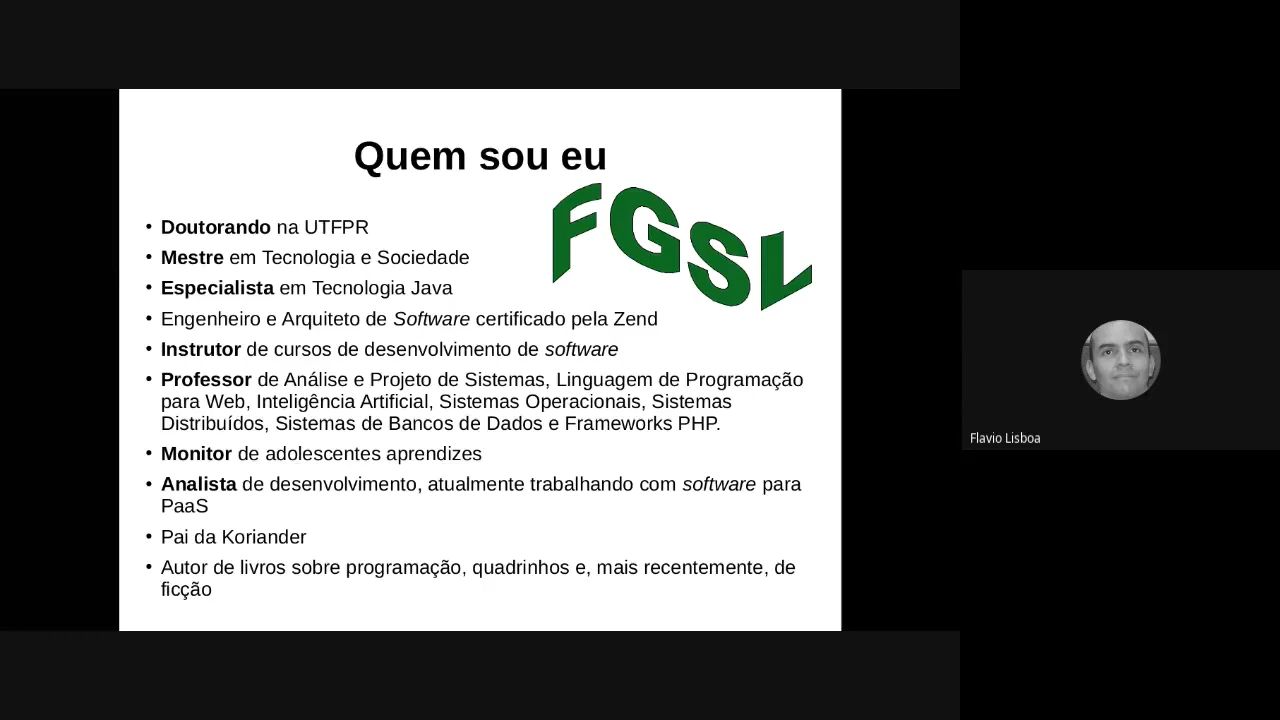 Quem sou eu
FGSL
• Doutorando na UTFPR
• Mestre em Tecnologia e Sociedade
• Especialista em Tecnologia Java
• Engenheiro e Arquiteto de Software certificado pela Zend
• Instrutor de cursos de desenvolvimento de software
• Professor de Análise e Projeto de Sistemas, Linguagem de Programação
para Web, Inteligência Artificial, Sistemas Operacionais, Sistemas
Distribuídos, Sistemas de Bancos de Dados e Frameworks PHP.
• Monitor de adolescentes aprendizes
• Analista de desenvolvimento, atualmente trabalhando com software para
PaaS
• Pai da Koriander
• Autor de livros sobre programação, quadrinhos e, mais recentemente, de
ficção
Flavio Lisboa